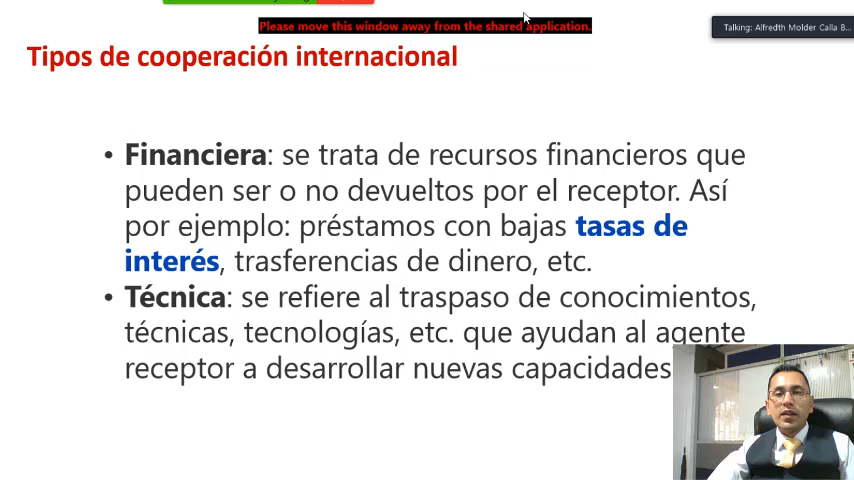 Please move this window away from the shared application.
Talking: Alfredth Molder Calla B...
Tipos de cooperación internacional
• Financiera: se trata de recursos financieros que
pueden ser o no devueltos por el receptor. Así
por ejemplo: préstamos con bajas tasas de
interés, trasferencias de dinero, etc.
• Técnica: se refiere al traspaso de conocimientos,
técnicas, tecnologías, etc. que ayudan al agente
receptor a desarrollar nuevas capacidades